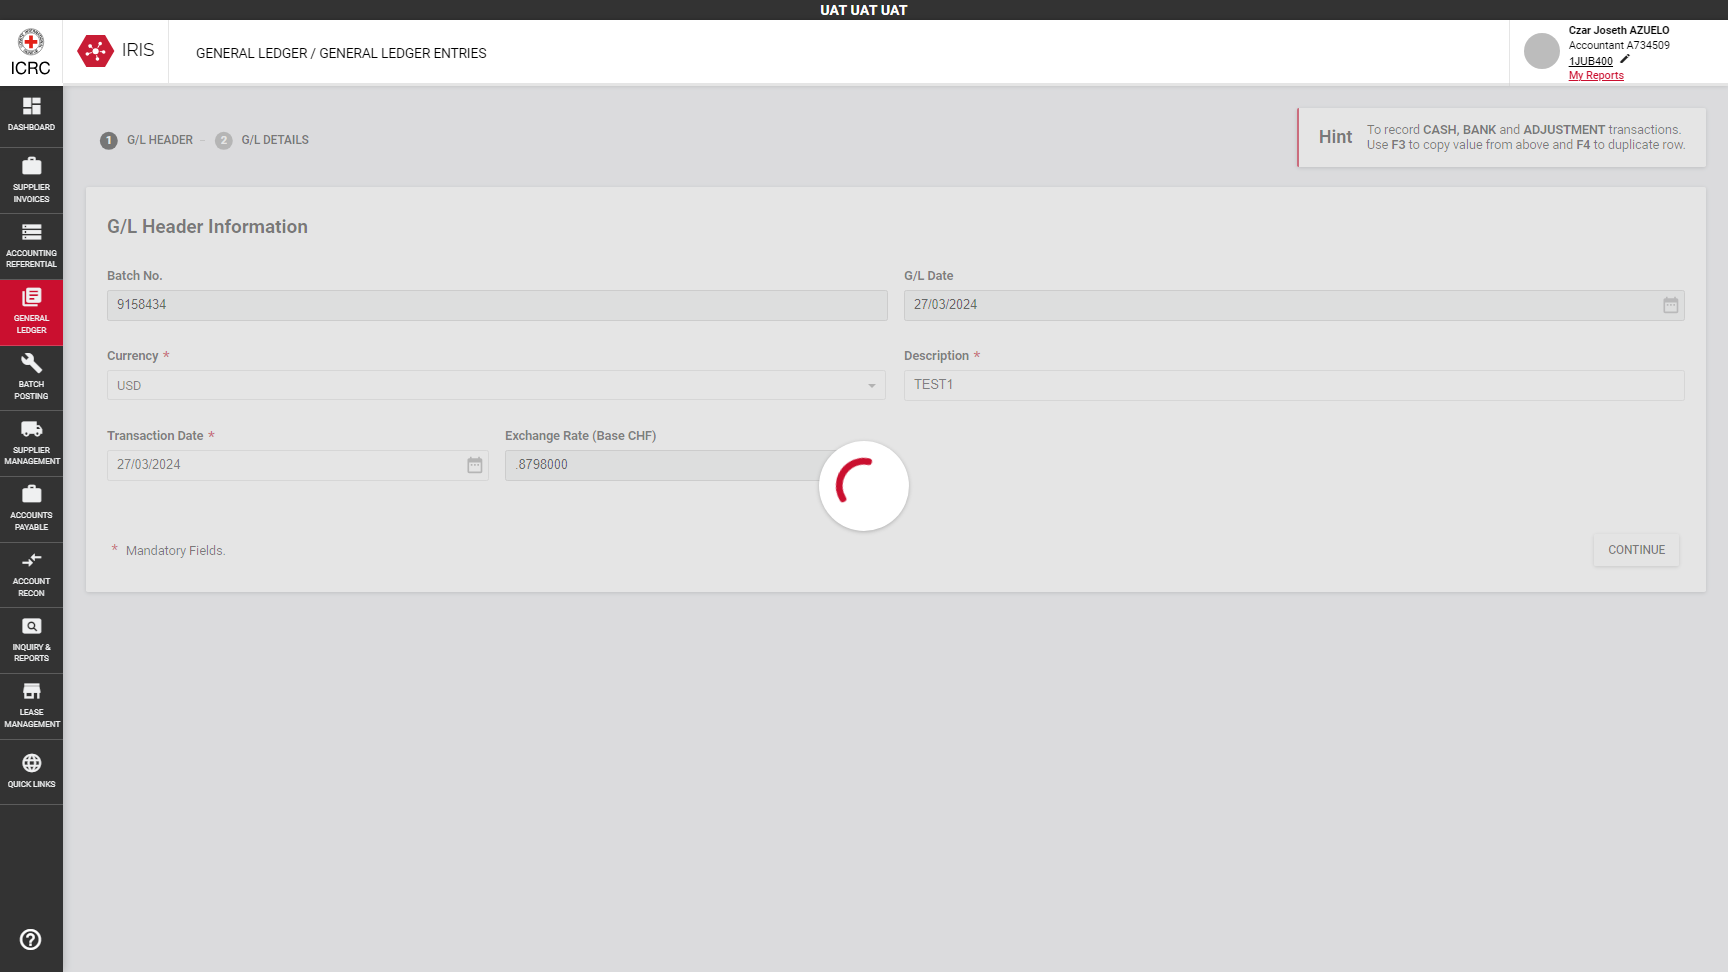 UAT UAT UAT
ICRC
IRIS
GENERAL LEDGER / GENERAL LEDGER ENTRIES
Czar Joseth AZUELO
Accountant A734509
1JUB400
My Reports
DASHBOARD
SUPPLIER
INVOICES
ACCOUNTING
REFERENTIAL
GENERAL
LEDGER
BATCH
POSTING
SUPPLIER
MANAGEMENT
ACCOUNTS
PAYABLE
ACCOUNT
RECON
INQUIRY &
REPORTS
LEASE
MANAGEMENT
QUICK LINKS
1 G/L HEADER - 2 G/L DETAILS
Hint
To record CASH, BANK and ADJUSTMENT transactions.
Use F3 to copy value from above and F4 to duplicate row.
G/L Header Information
Batch No.
9158434
G/L Date
27/03/2024
Currency *
USD
Description *
TEST1
Transaction Date *
27/03/2024
Exchange Rate (Base CHF)
.8798000
* Mandatory Fields.
CONTINUE